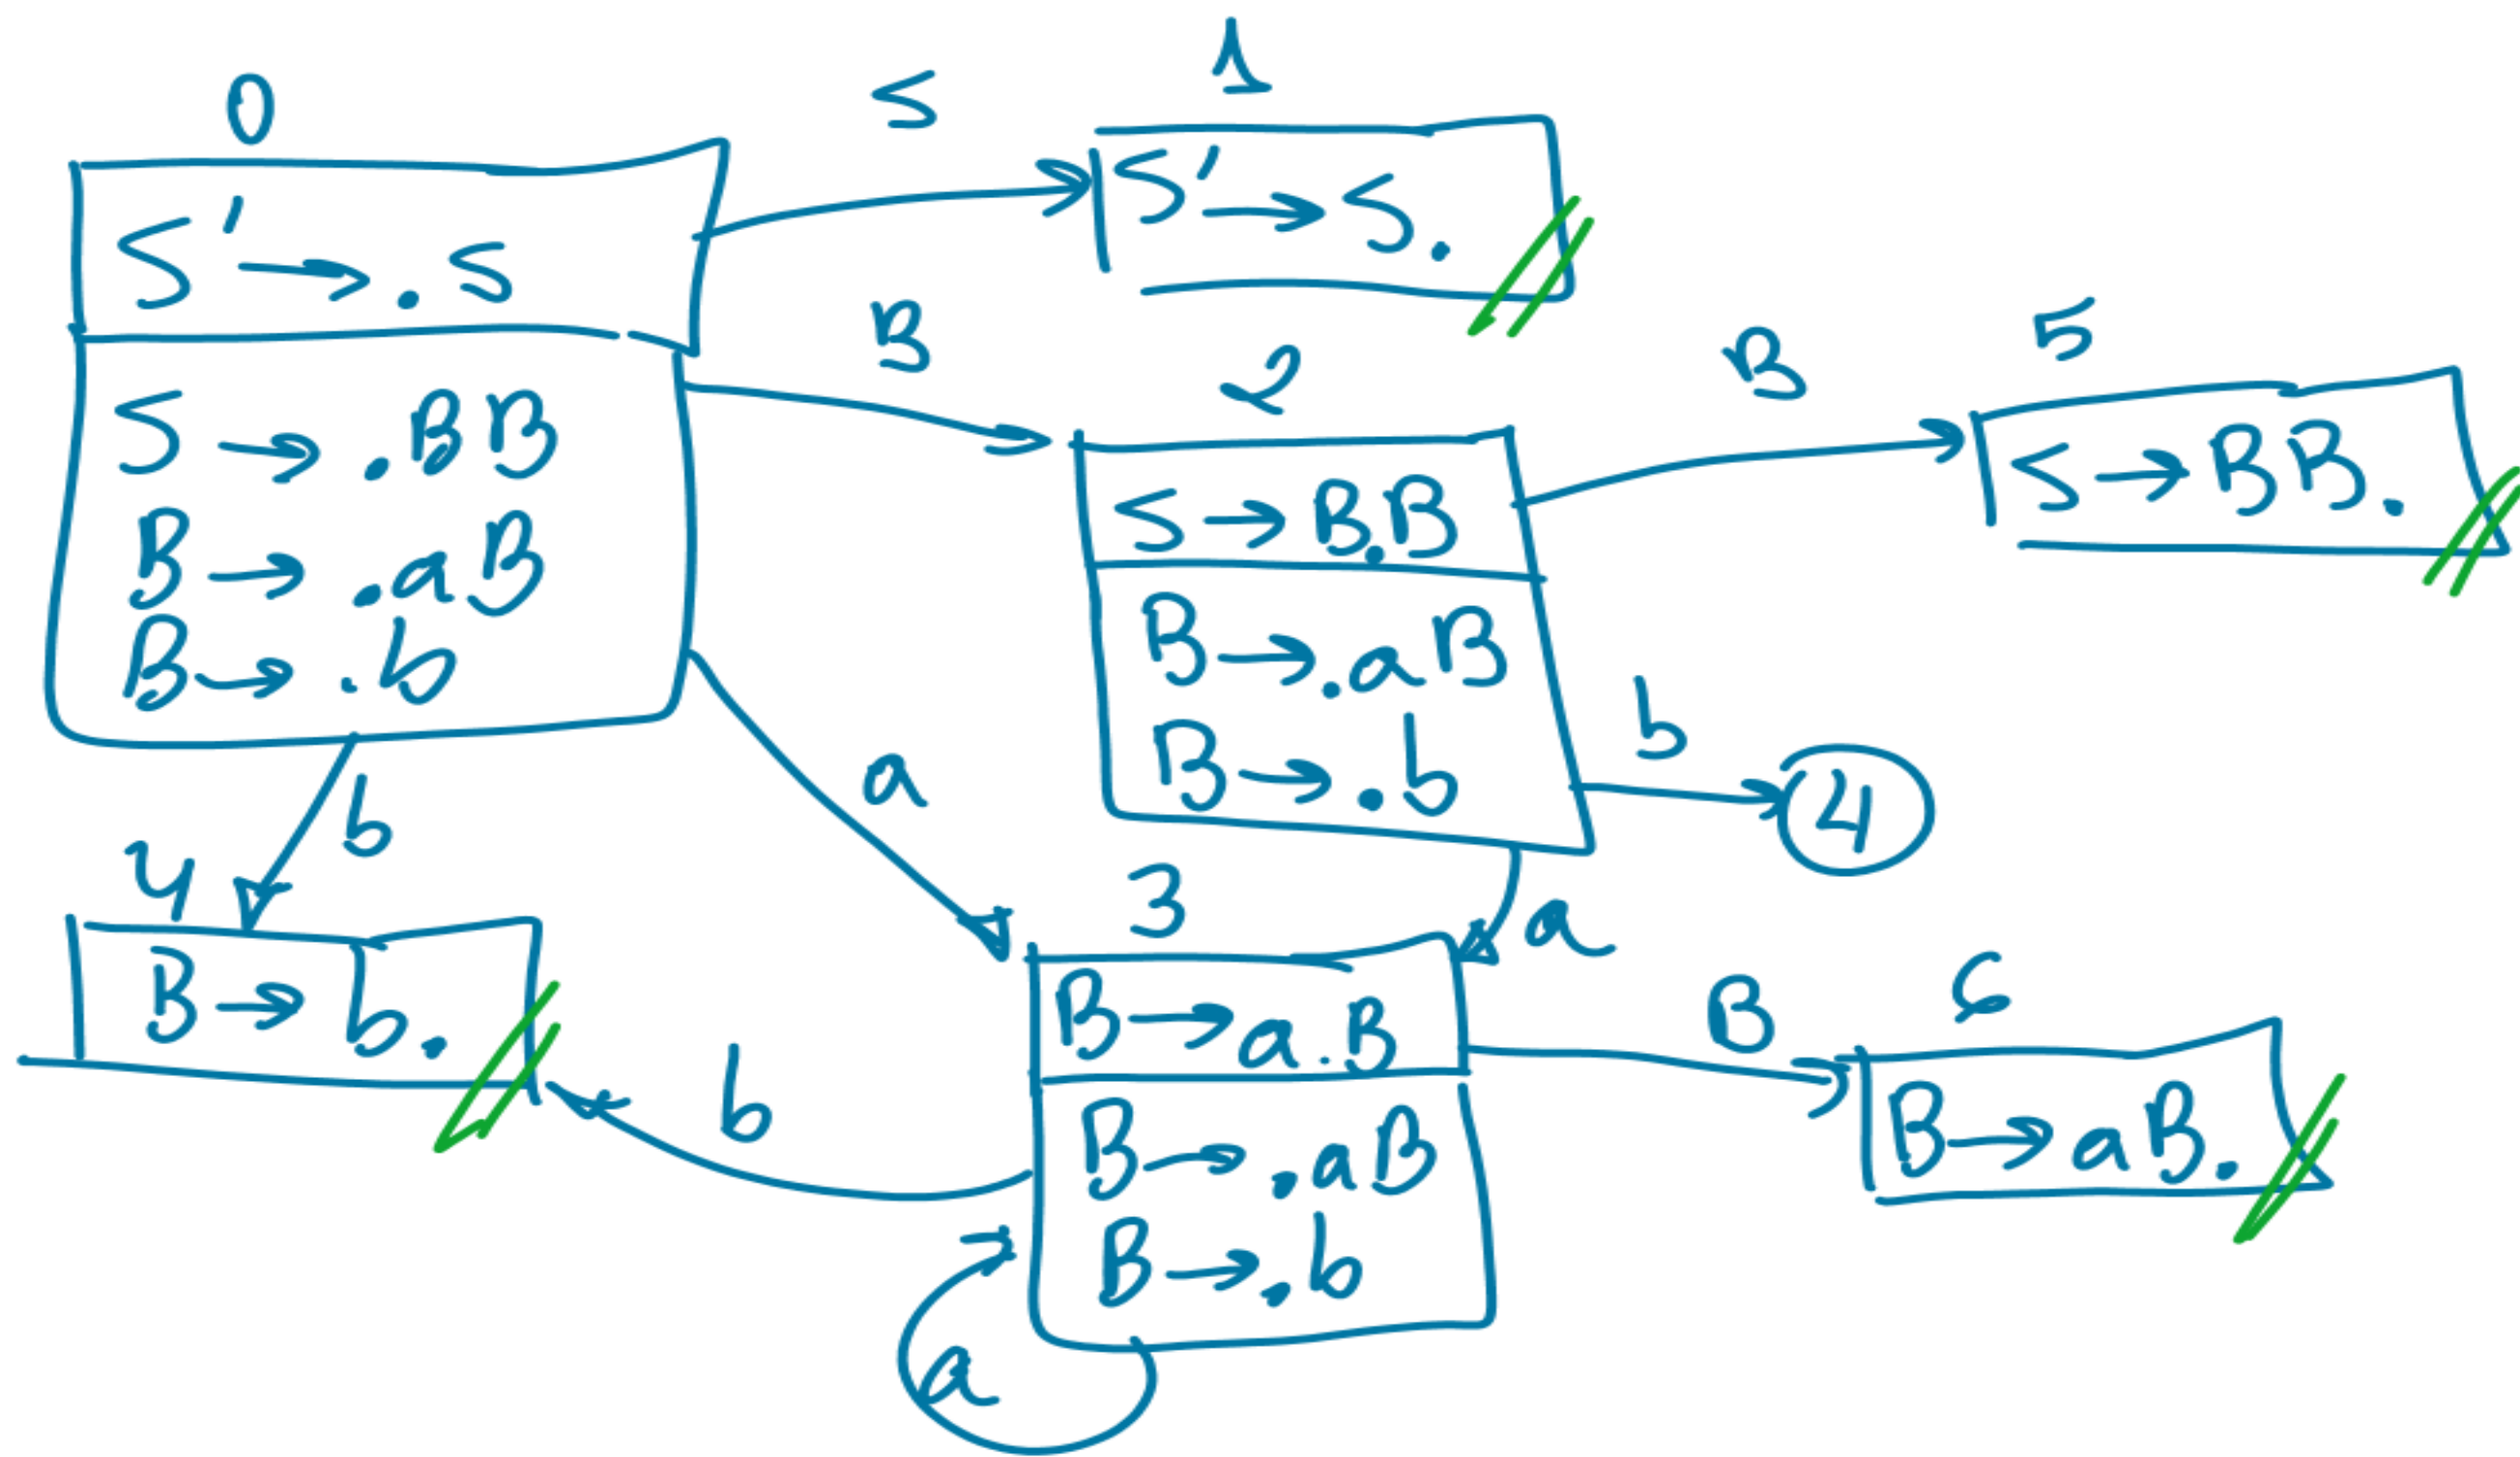 0
S' → .S
S → .BB
B → .aB
B → .b
S
1
S' → S.
B
2
S → B.B
B → .aB
B → .b
B
5
S → BB.
b
4
a
a
b
4
B → b.
3
B → a.B
B → .aB
B → .b
b
a
B
6
B → aB.